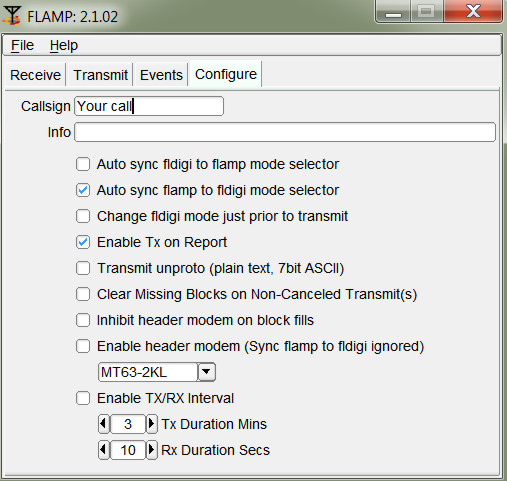 FLAMP: 2.1.02
File Help
Receive Transmit Events Configure
Callsign Your call
Info
Auto sync fldigi to flamp mode selector
Auto sync flamp to fldigi mode selector
Change fldigi mode just prior to transmit
Enable Tx on Report
Transmit unproto (plain text, 7bit ASCII)
Clear Missing Blocks on Non-Canceled Transmit(s)
Inhibit header modem on block fills
Enable header modem (Sync flamp to fldigi ignored)
MT63-2KL
Enable TX/RX Interval
3 Tx Duration Mins
10 Rx Duration Secs